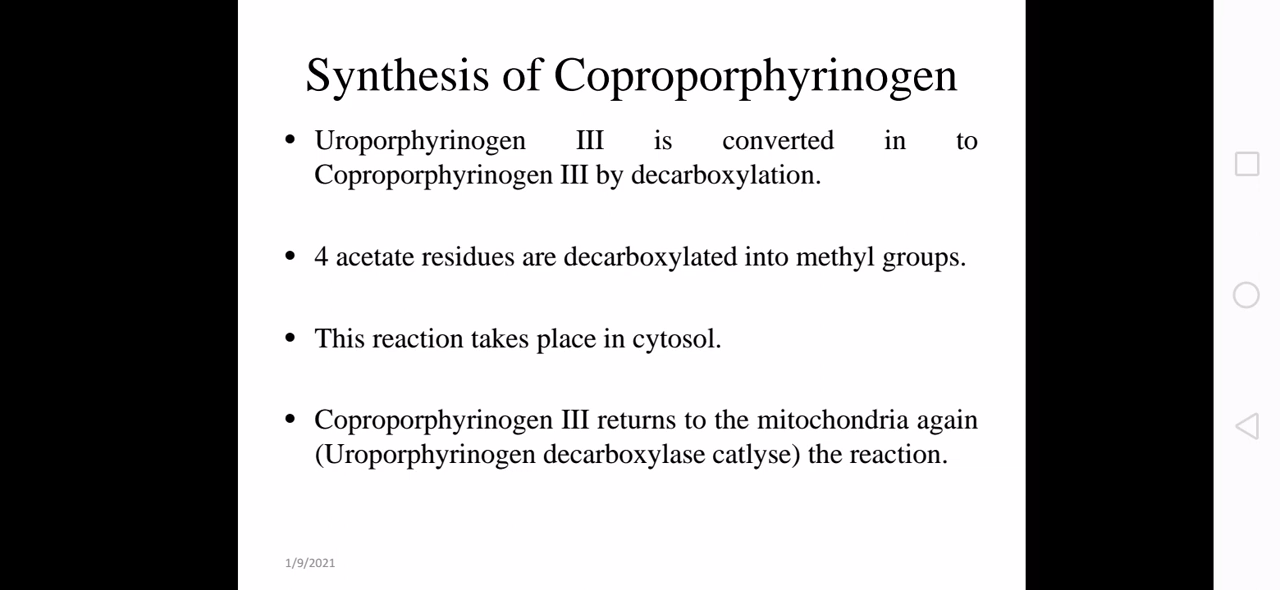 Synthesis of Coproporphyrinogen
• Uroporphyrinogen III is converted in to
Coproporphyrinogen III by decarboxylation.
• 4 acetate residues are decarboxylated into methyl groups.
• This reaction takes place in cytosol.
• Coproporphyrinogen III returns to the mitochondria again
(Uroporphyrinogen decarboxylase catlyse) the reaction.
1/9/2021